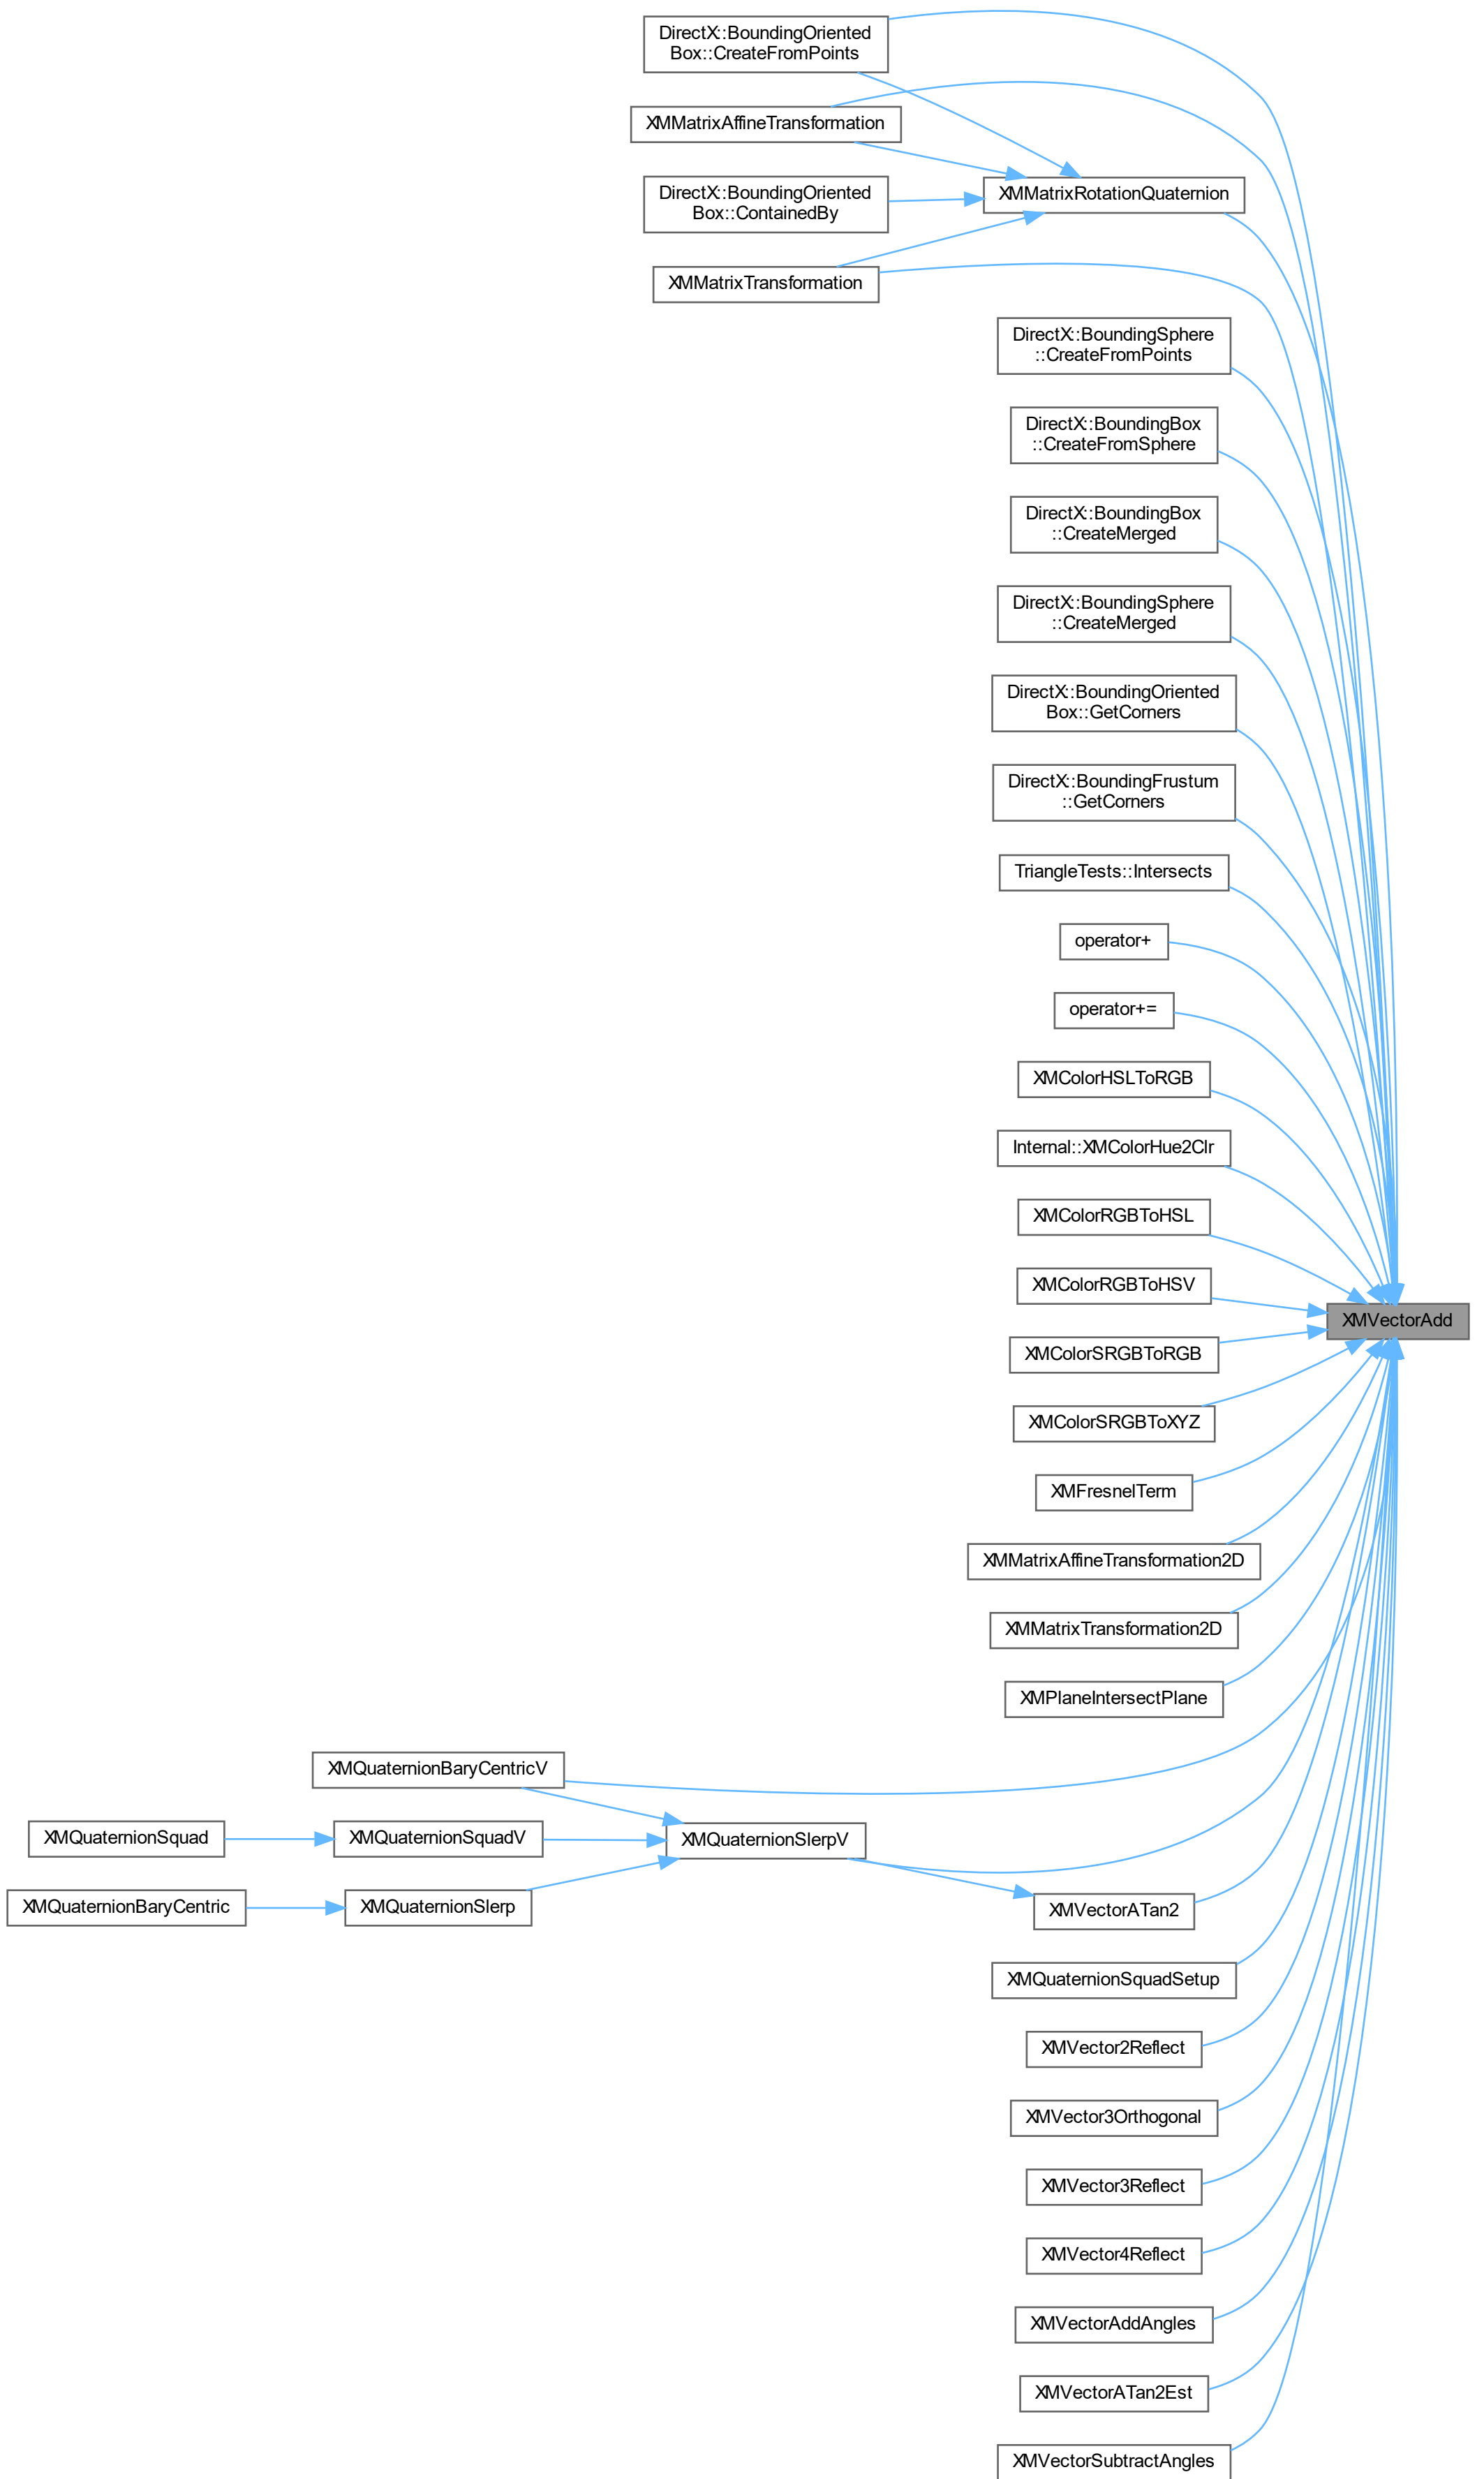 DirectX::BoundingOriented
Box::CreateFromPoints
XMMatrixAffineTransformation
DirectX::BoundingOriented
Box::ContainedBy
XMMatrixRotationQuaternion
XMMatrixTransformation
DirectX::BoundingSphere
::CreateFromPoints
DirectX::BoundingBox
::CreateFromSphere
DirectX::BoundingBox
::CreateMerged
DirectX::BoundingSphere
::CreateMerged
DirectX::BoundingOriented
Box::GetCorners
DirectX::BoundingFrustum
::GetCorners
TriangleTests::Intersects
operator+
operator+=
XMColorHSLToRGB
Internal::XMColorHue2Clr
XMColorRGBToHSL
XMColorRGBToHSV
XMVectorAdd
XMColorSRGBToRGB
XMColorSRGBToXYZ
XMFresnelTerm
XMMatrixAffineTransformation2D
XMMatrixTransformation2D
XMPlaneIntersectPlane
XMQuaternionBaryCentricV
XMQuaternionSquad
XMQuaternionSquadV
XMQuaternionSlerpV
XMQuaternionBaryCentric
XMQuaternionSlerp
XMVectorATan2
XMQuaternionSquadSetup
XMVector2Reflect
XMVector3Orthogonal
XMVector3Reflect
XMVector4Reflect
XMVectorAddAngles
XMVectorATan2Est
XMVectorSubtractAngles